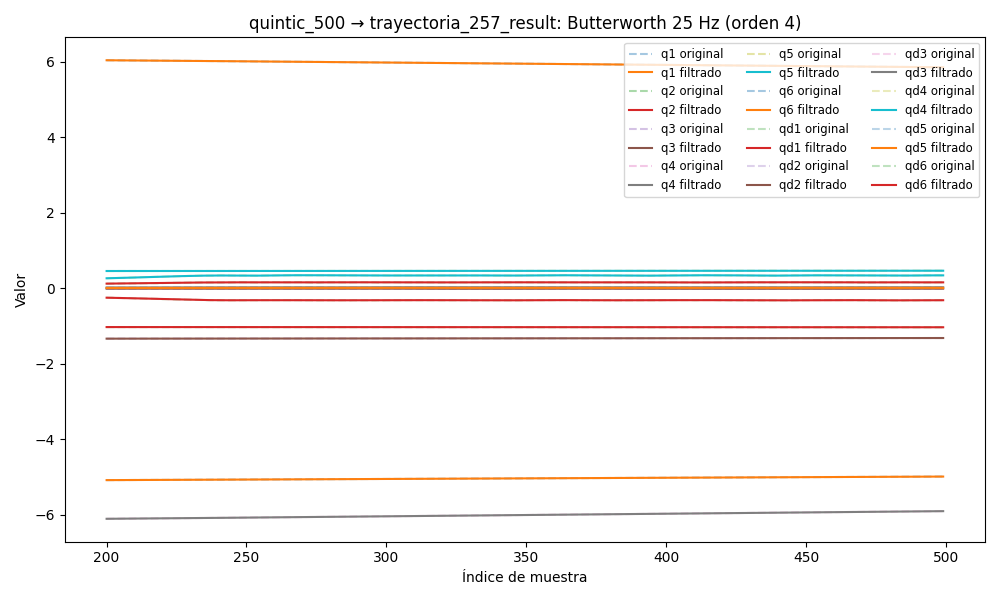 quintic_500 → trayectoria_257_result: Butterworth 25 Hz (orden 4)
q1 original
q1 filtrado
q2 original
q2 filtrado
q3 original
q3 filtrado
q4 original
q4 filtrado
q5 original
q5 filtrado
q6 original
q6 filtrado
qd1 original
qd1 filtrado
qd2 original
qd2 filtrado
qd3 original
qd3 filtrado
qd4 original
qd4 filtrado
qd5 original
qd5 filtrado
qd6 original
qd6 filtrado
Valor
6
4
2
0
−2
−4
−6
200
250
300
350
400
450
500
Índice de muestra